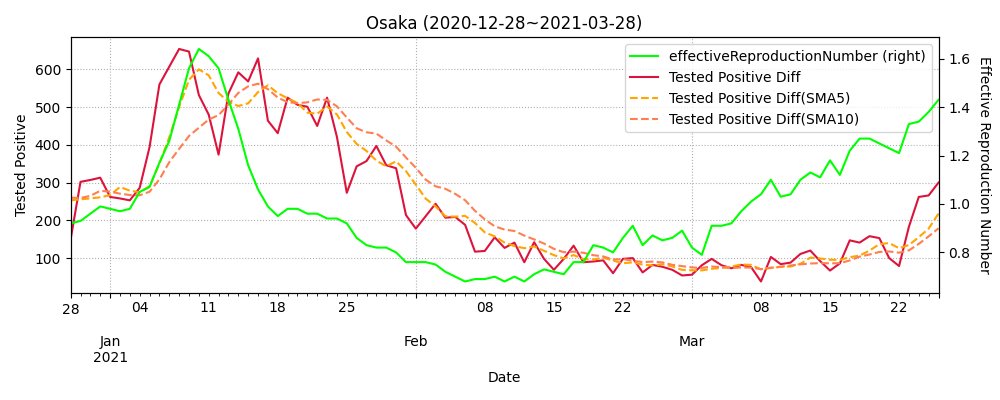 Osaka (2020-12-28~2021-03-28)
effectiveReproductionNumber (right)
Tested Positive Diff
Tested Positive Diff(SMA5)
Tested Positive Diff(SMA10)
Tested Positive
600
500
400
300
200
100
1.6
1.4
1.2
1.0
0.8
Effective Reproduction Number
28 04 11 18 25 08 15 22 08 15 22
Jan Feb Mar
2021
Date